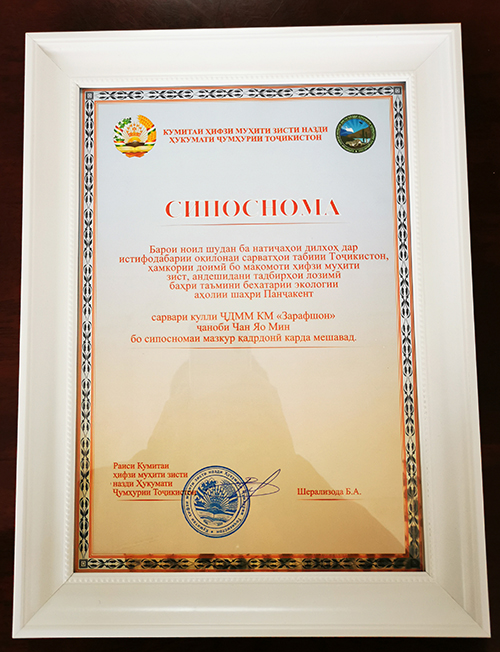 КУМИТАИ ҲИФЗИ МУҲИТИ ЗИСТИ НАЗДИ
ҲУКУМАТИ ҶУМҲУРИИ ТОҶИКИСТОН
СИПОСНОМА
Барои ноил шудан ба натиҷаҳои дилхоҳ дар
истифодабарии оқилонаи сарватҳои табиии Тоҷикистон,
ҳамкории доимӣ бо мақомоти ҳифзи муҳити
зист, андешидани тадбирҳои лозимӣ
баҳри таъмини бехатарии экологии
аҳолии шаҳри Панҷакент
сарвари кулли ҶДММ КМ «Зарафшон»
ҷаноби Чан Яо Мин
бо сипосномаи мазкур қадрдонӣ карда мешавад.
Раиси Кумитаи
ҳифзи муҳити зисти
назди Ҳукумати
Ҷумҳурии Тоҷикистон
Шерализода Б.А.